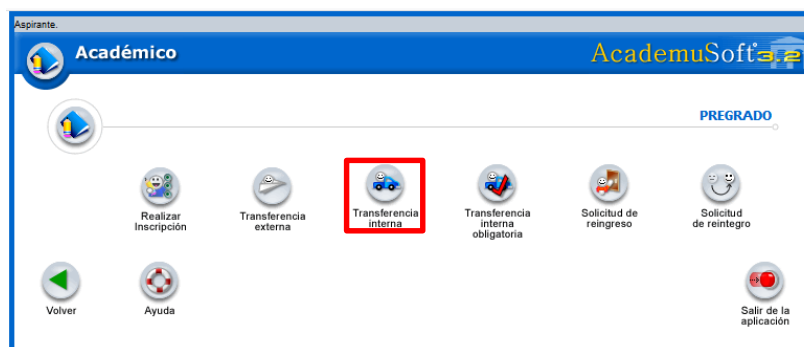 Aspirante.
Académico
AcademuSoft 3.2
PREGRADO
Realizar
Inscripción
Transferencia
externa
Transferencia
interna
Transferencia
interna
obligatoria
Solicitud de
reingreso
Solicitud
de reintegro
Volver
Ayuda
Salir de la
aplicación